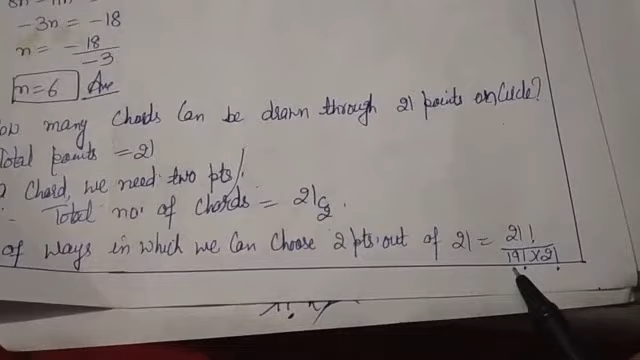 -3n = -18
n = -18/-3
n=6 Ans
many Chords Can be drawn through 21 points on Circle?
Total points = 21
Chord, we need two pts/.
∴ Total no. of Chords = 21C2.
of ways in which we Can Choose 2 pts. out of 21 = 21!/19!×2!